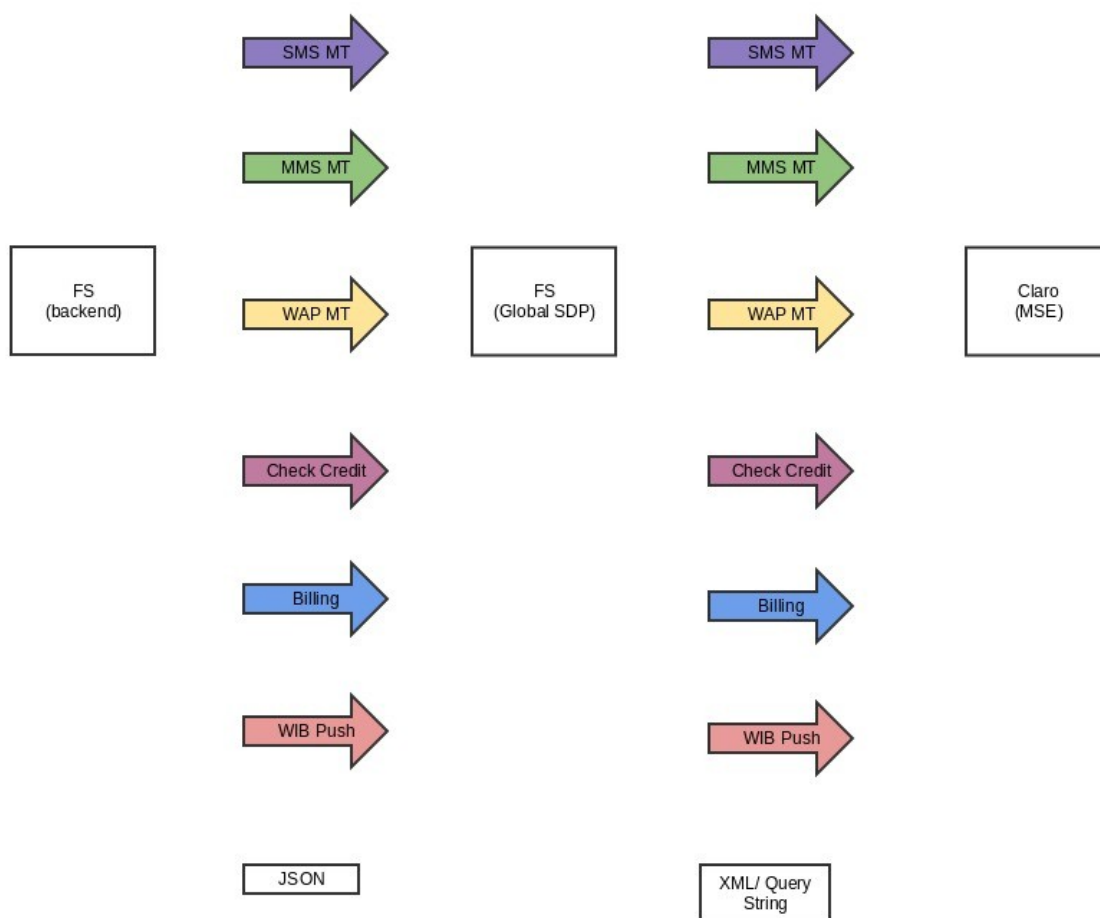 SMS MT
SMS MT
MMS MT
MMS MT
FS
(backend)
WAP MT
FS
(Global SDP)
WAP MT
Claro
(MSE)
Check Credit
Check Credit
Billing
Billing
WIB Push
WIB Push
JSON
XML/ Query
String